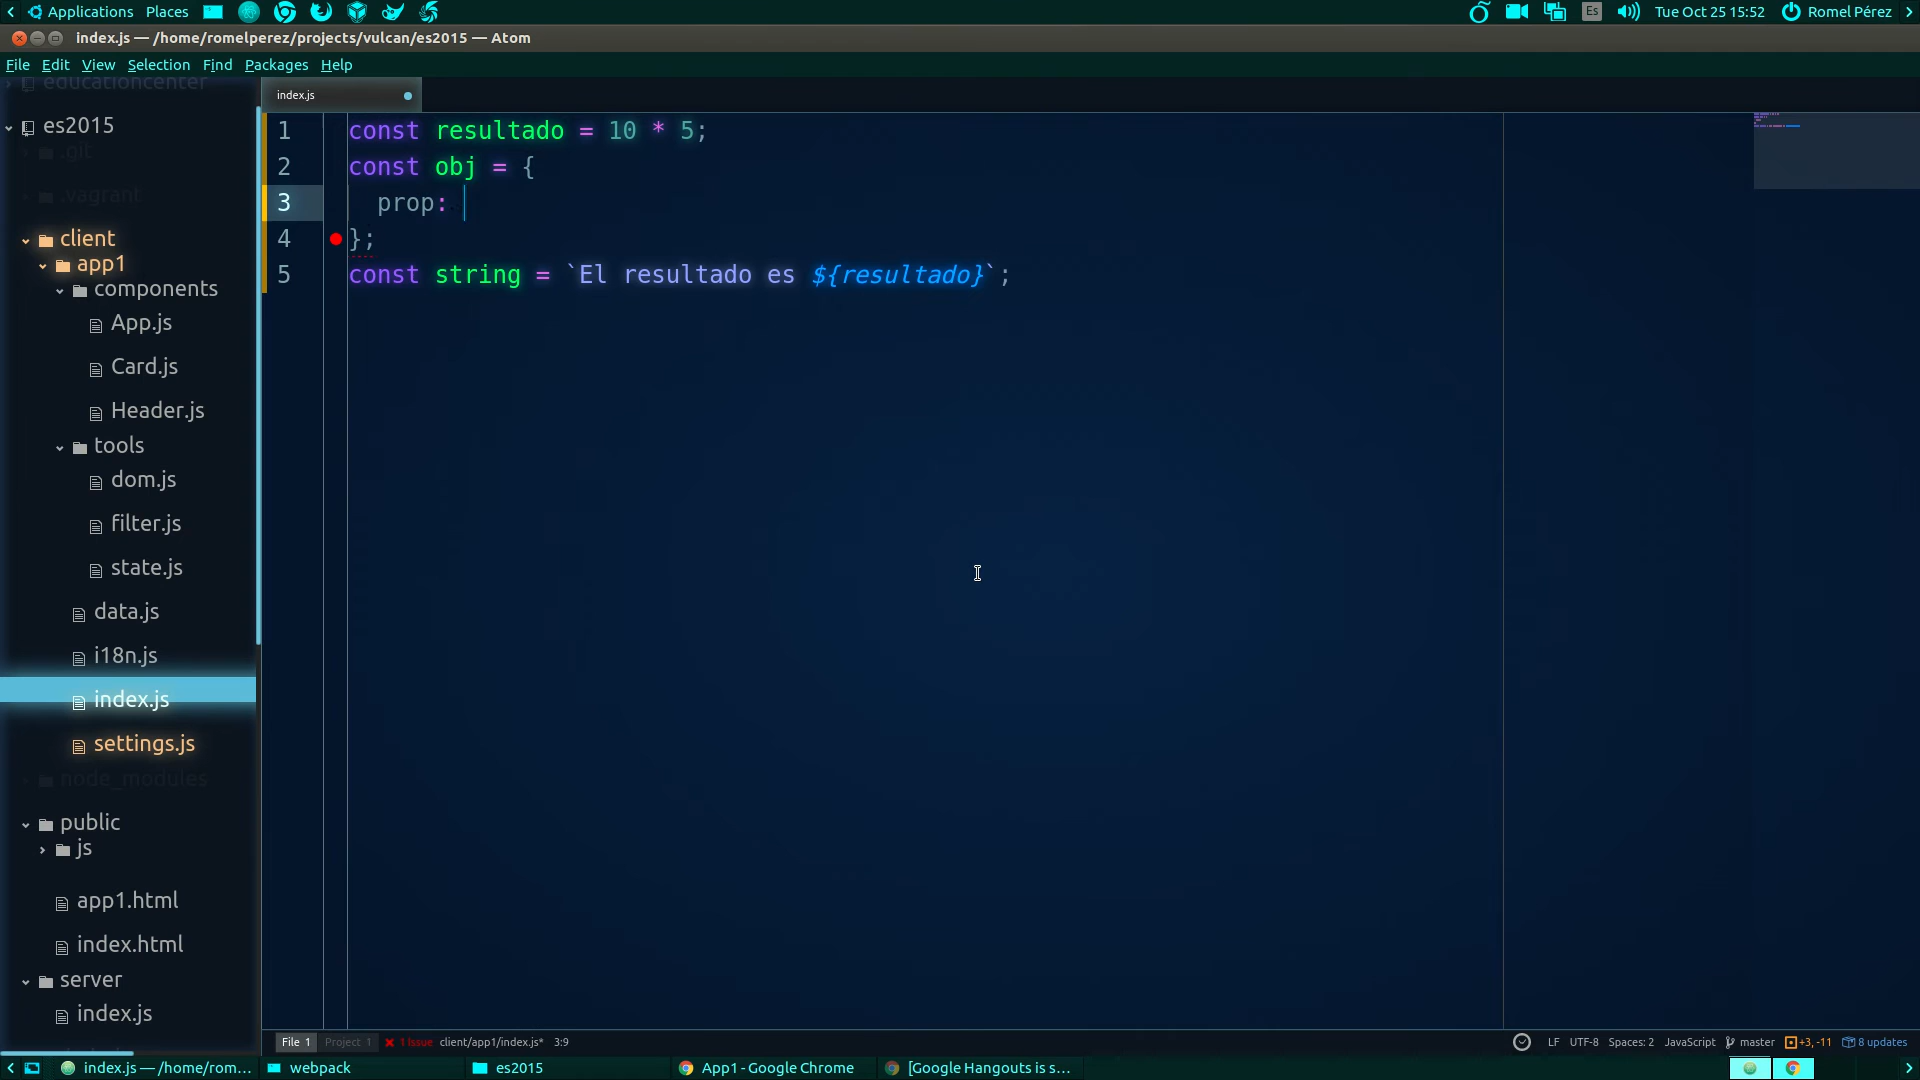 Applications Places
Es Tue Oct 25 15:52 Romel Pérez
index.js — /home/romelperez/projects/vulcan/es2015 — Atom
File Edit View Selection Find Packages Help
educationcenter
es2015
.git
.vagrant
client
app1
components
App.js
Card.js
Header.js
tools
dom.js
filter.js
state.js
data.js
i18n.js
index.js
settings.js
node_modules
public
js
app1.html
index.html
server
index.js
index.js
1 const resultado = 10 * 5;
2 const obj = {
3 prop:
4 };
5 const string = `El resultado es ${resultado}`;
File 1 Project 1 1 Issue client/app1/index.js* 3:9
LF UTF-8 Spaces: 2 JavaScript master +3, -11 8 updates
index.js — /home/rom... webpack es2015 App1 - Google Chrome [Google Hangouts is s...